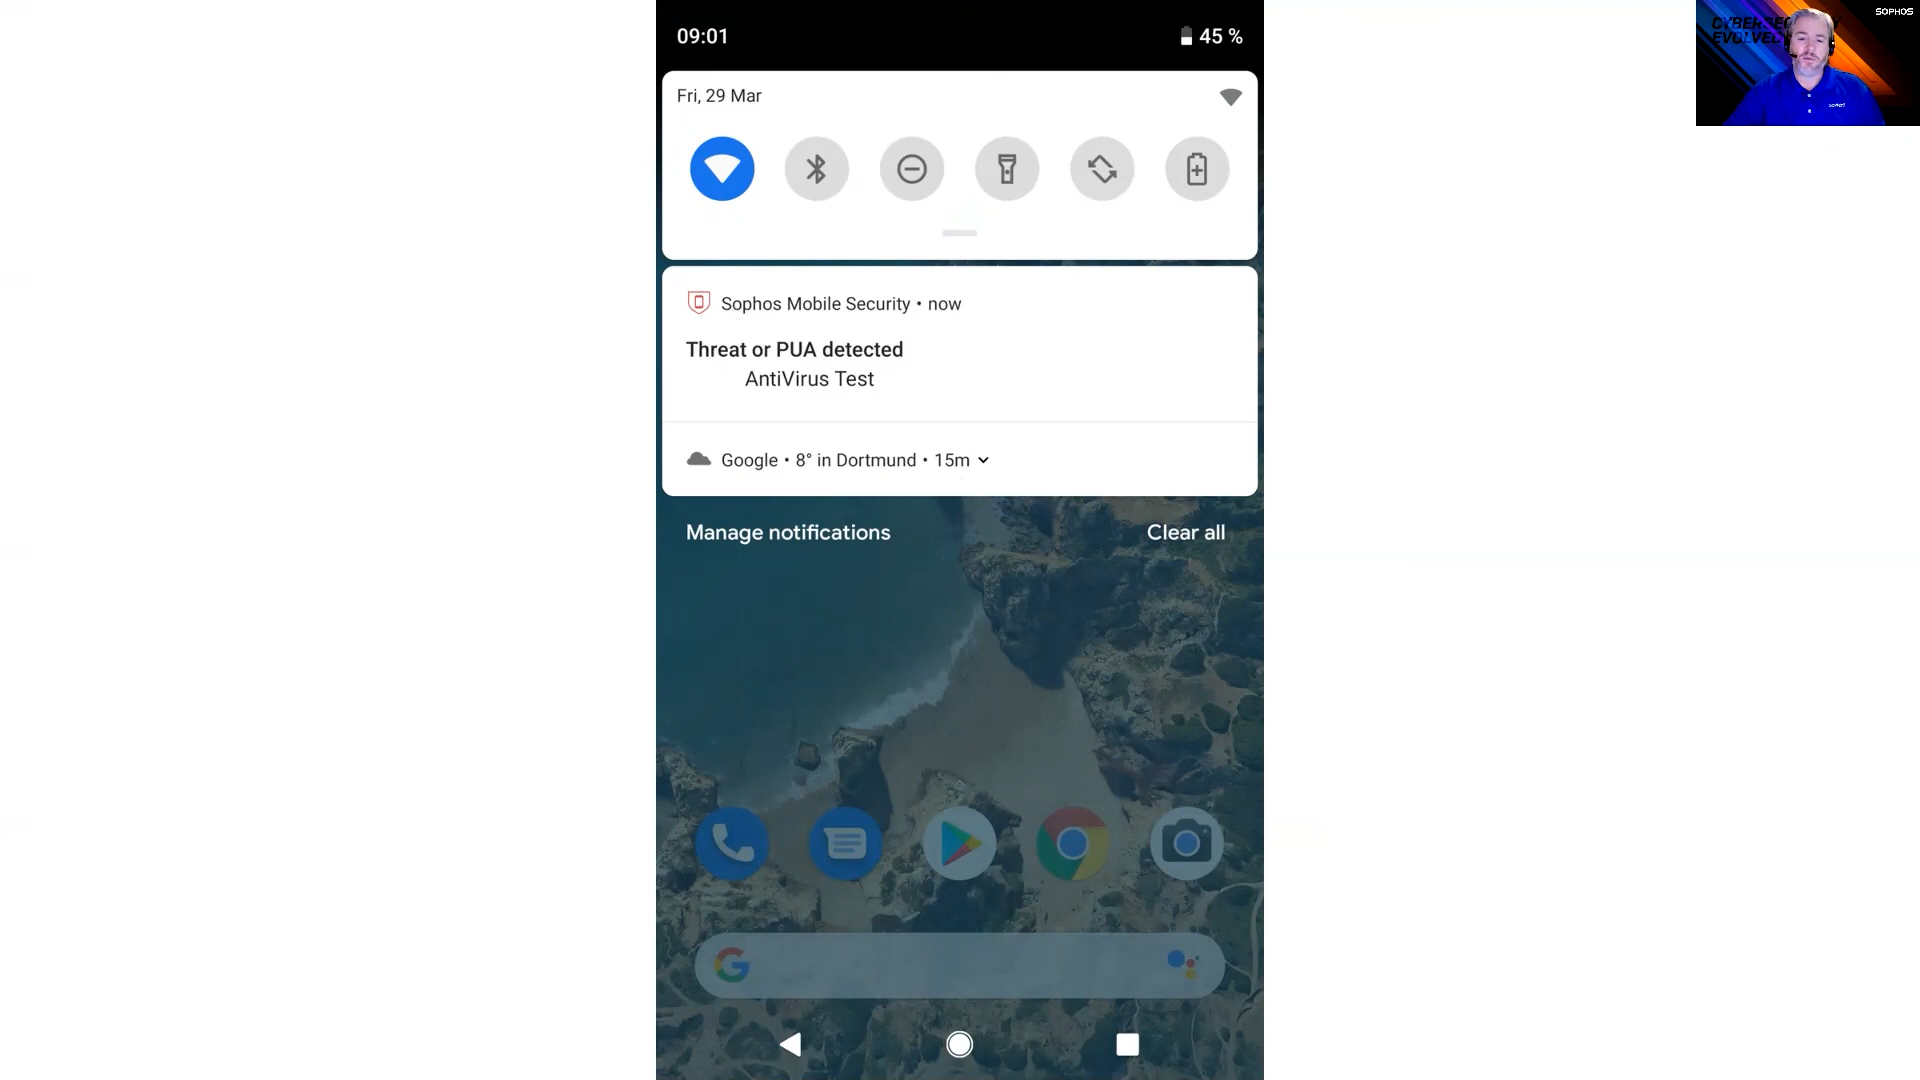 09:01
45 %
Fri, 29 Mar
Sophos Mobile Security • now
Threat or PUA detected
AntiVirus Test
Google • 8° in Dortmund • 15m
Manage notifications
Clear all
SOPHOS